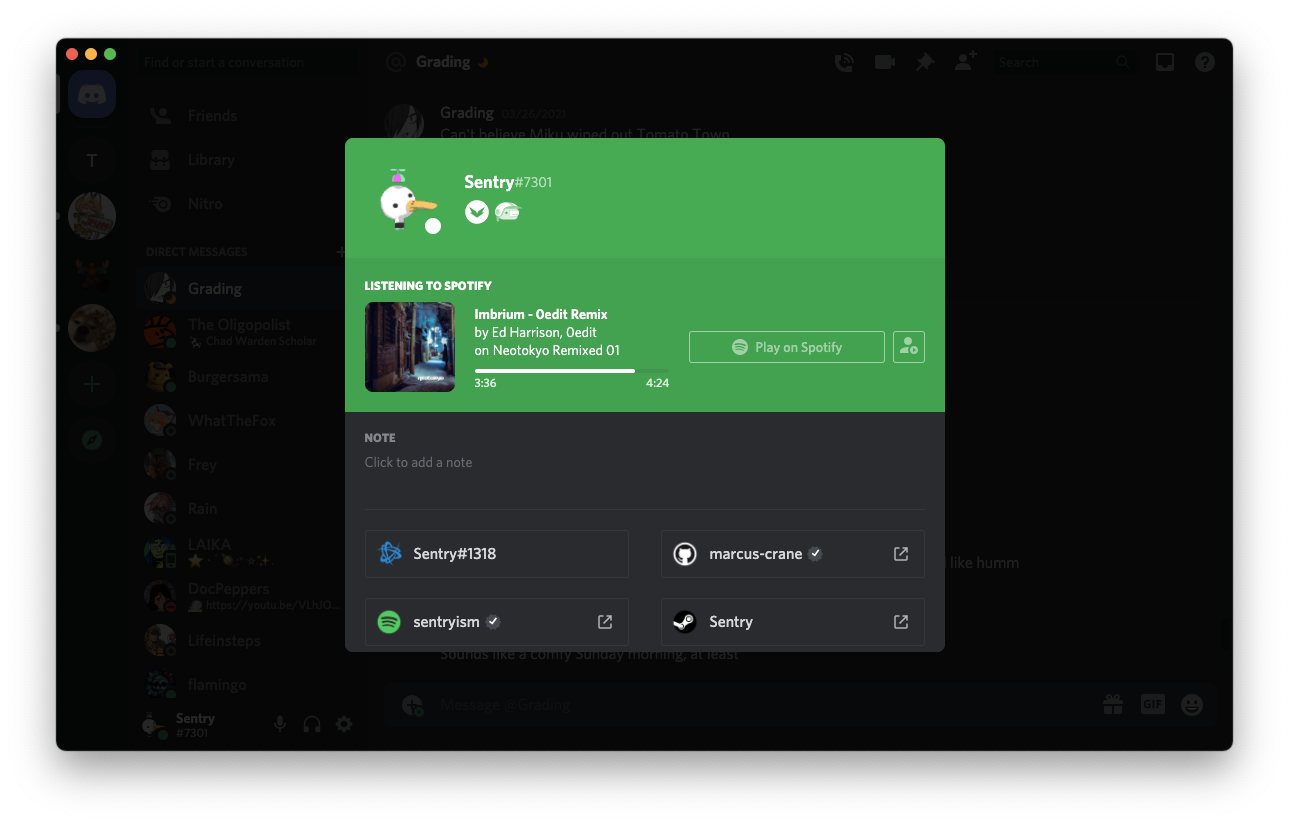 Find or start a conversation
Friends
Library
Nitro
DIRECT MESSAGES
Grading
The Oligopolist
Chad Warden Scholar
Burgersama
WhatTheFox
Frey
Rain
LAIKA
DocPeppers
https://youtu.be/VLhJO...
Lifeinsteps
flamingo
Sentry
#7301
T
@ Grading
Search
Grading 03/26/2021
Can't believe Miku wiped out Tomato Town
Sentry#7301
LISTENING TO SPOTIFY
Imbrium - 0edit Remix
by Ed Harrison, 0edit
on Neotokyo Remixed 01
3:36 4:24
Play on Spotify
NOTE
Click to add a note
Sentry#1318
marcus-crane
sentryism
Sentry
like humm
Sounds like a comfy Sunday morning, at least
Message @Grading
GIF